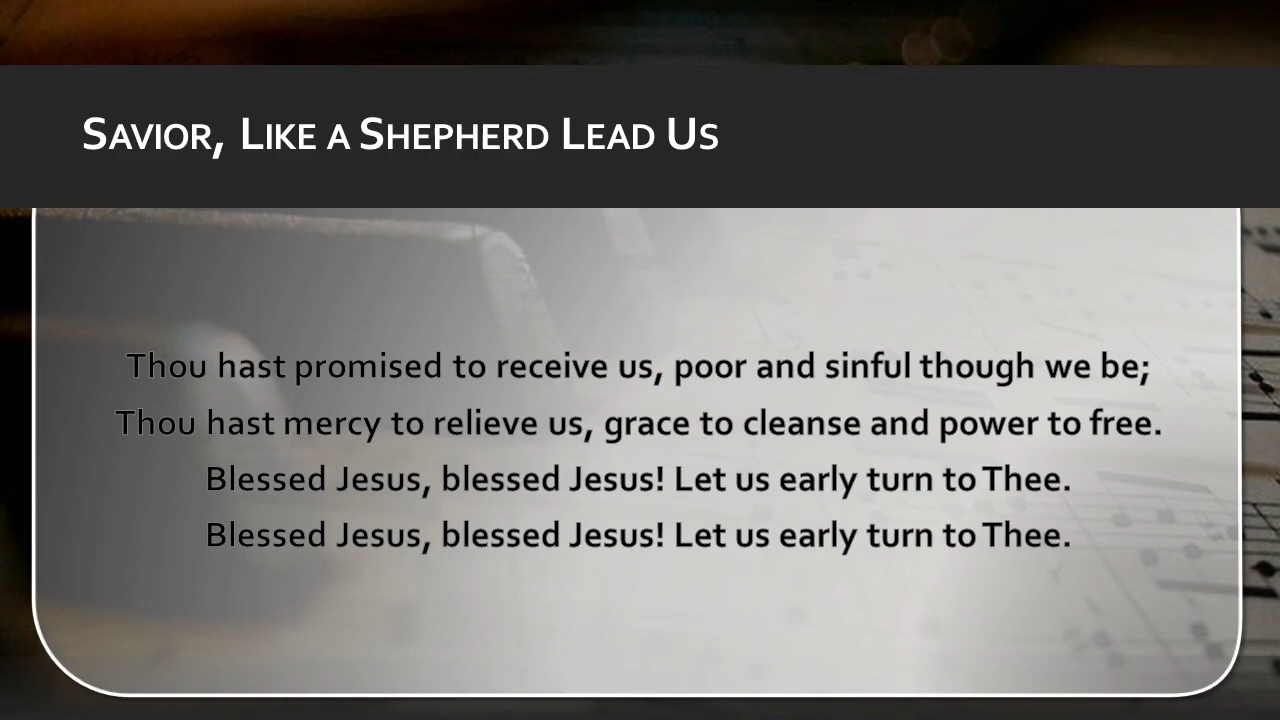 Savior, Like a Shepherd Lead Us
Thou hast promised to receive us, poor and sinful though we be;
Thou hast mercy to relieve us, grace to cleanse and power to free.
Blessed Jesus, blessed Jesus! Let us early turn to Thee.
Blessed Jesus, blessed Jesus! Let us early turn to Thee.